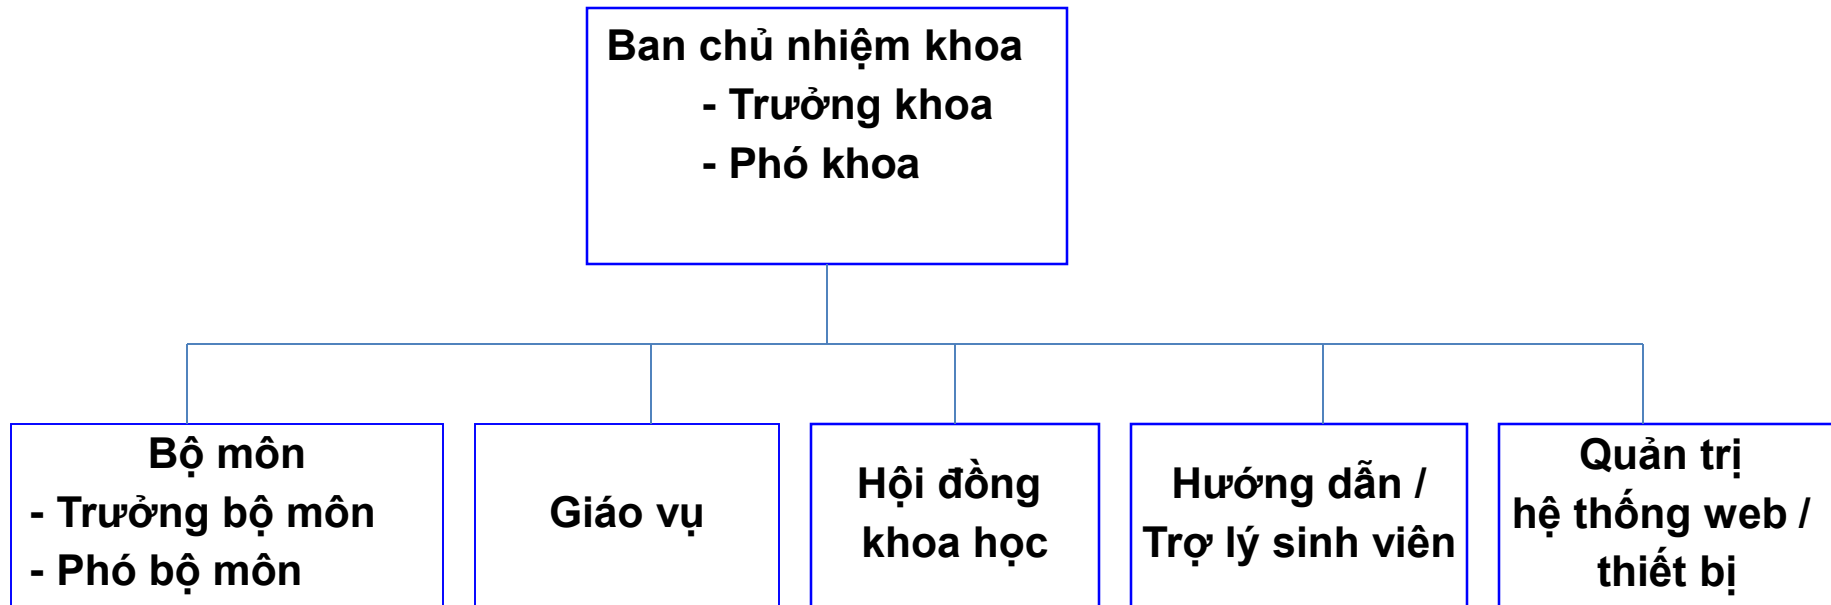 Ban chủ nhiệm khoa
- Trưởng khoa
- Phó khoa
Bộ môn
- Trưởng bộ môn
- Phó bộ môn
Giáo vụ
Hội đồng
khoa học
Hướng dẫn /
Trợ lý sinh viên
Quản trị
hệ thống web /
thiết bị